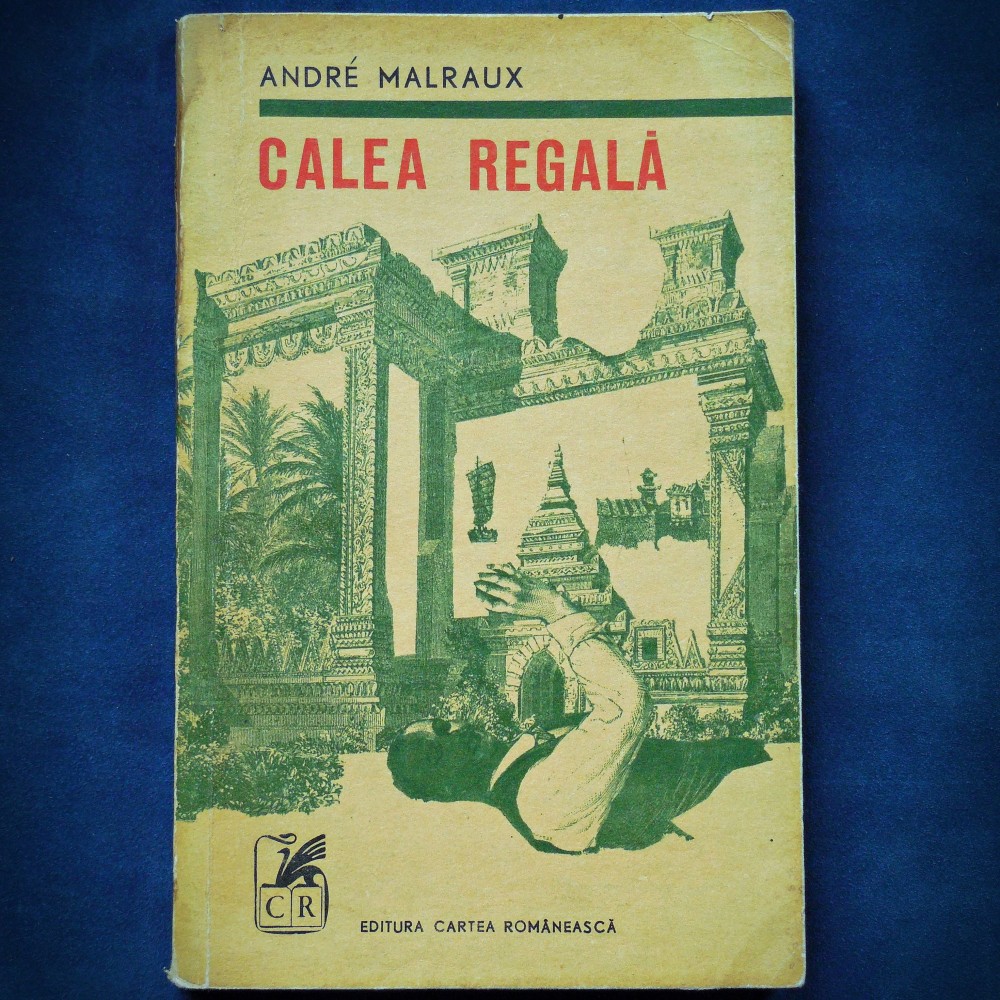 ANDRÉ MALRAUX
CALEA REGALĂ
CR
EDITURA CARTEA ROMÂNEASCĂ